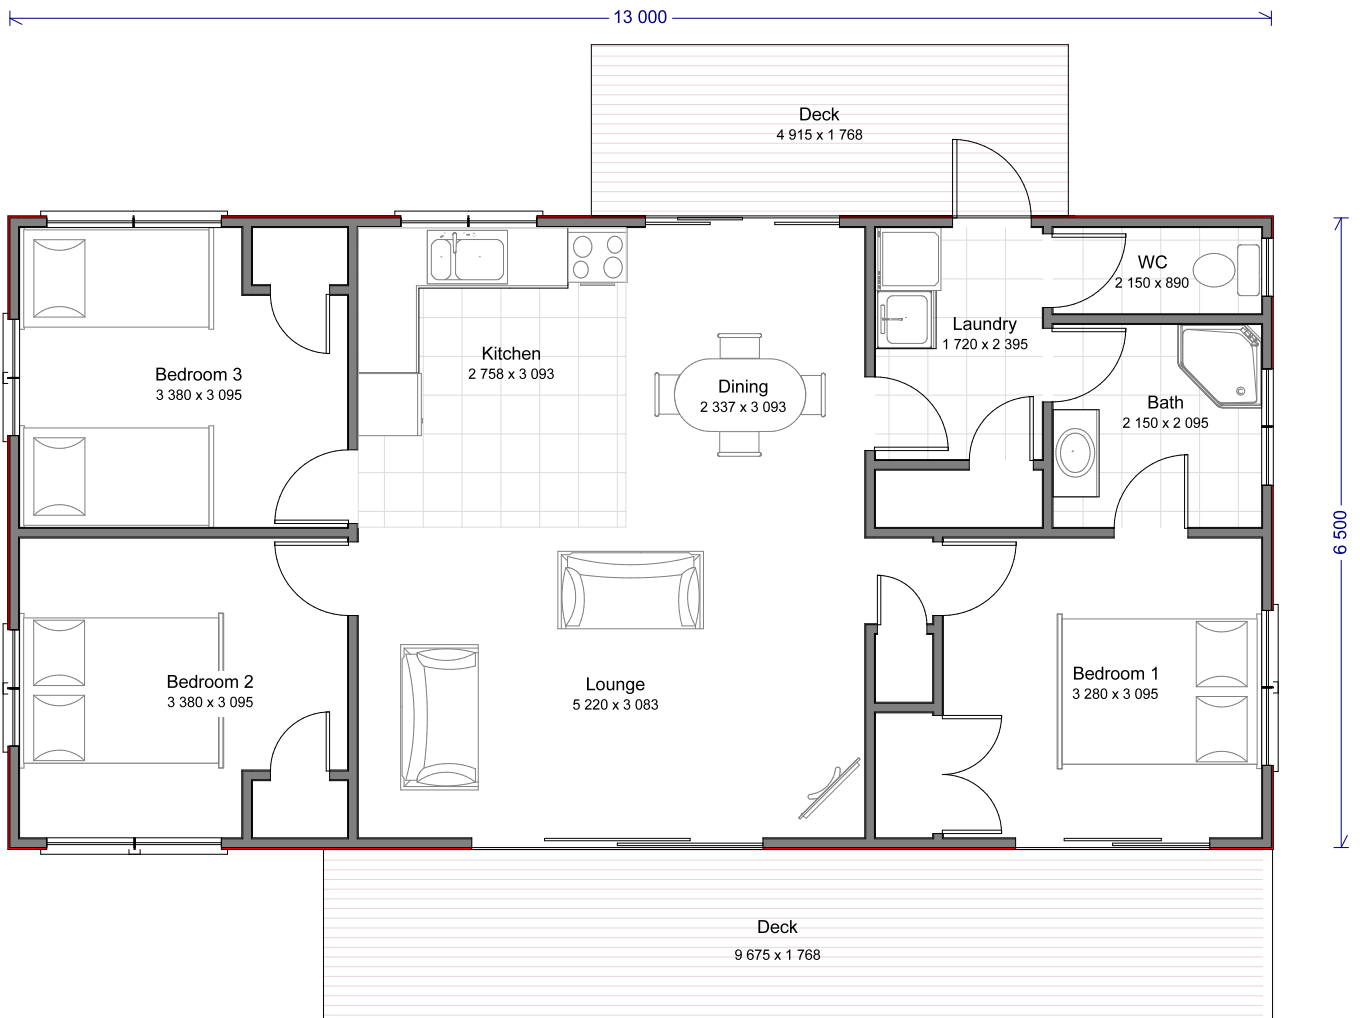 13 000
Deck
4 915 x 1 768
WC
2 150 x 890
Laundry
1 720 x 2 395
Kitchen
2 758 x 3 093
Bedroom 3
3 380 x 3 095
Dining
2 337 x 3 093
Bath
2 150 x 2 095
6 500
Bedroom 2
3 380 x 3 095
Lounge
5 220 x 3 083
Bedroom 1
3 280 x 3 095
Deck
9 675 x 1 768